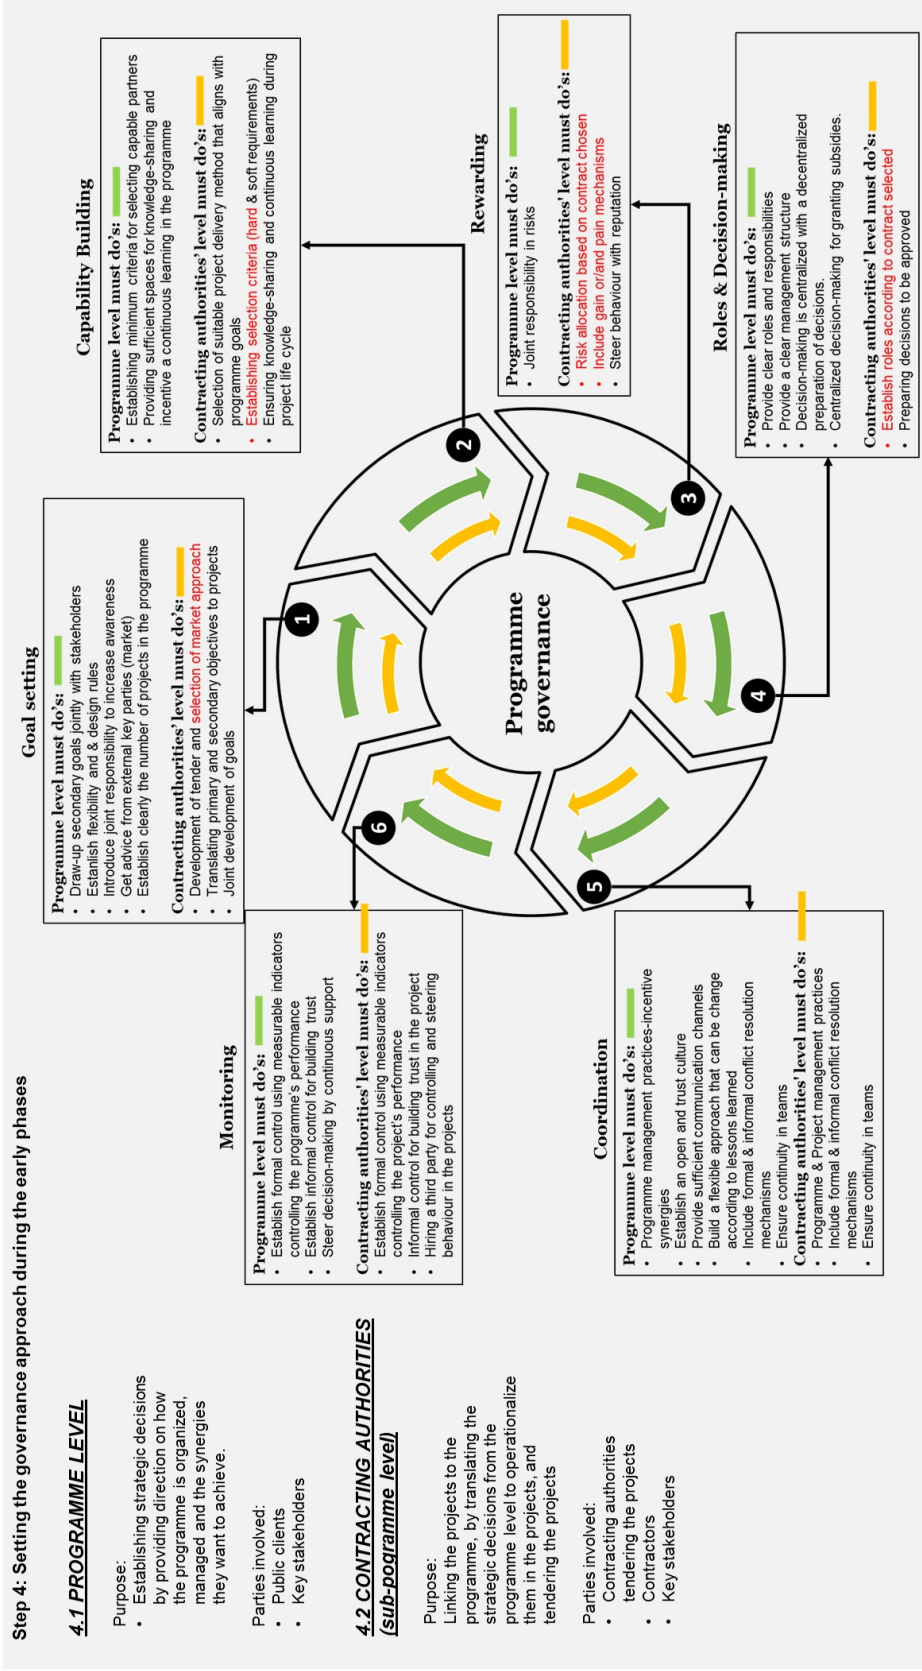 Step 4: Setting the governance approach during the early phases
4.1 PROGRAMME LEVEL
Purpose:
• Establishing strategic decisions
by providing direction on how
the programme is organized,
managed and the synergies
they want to achieve.
Parties involved:
• Public clients
• Key stakeholders
4.2 CONTRACTING AUTHORITIES
(sub-pogramme level)
Purpose:
Linking the projects to the
programme, by translating the
strategic decisions from the
programme level to operationalize
them in the projects, and
tendering the projects
Parties involved:
• Contracting authorities
tendering the projects
• Contractors
• Key stakeholders
Programme
governance
1
2
3
4
5
6
Goal setting
Programme level must do's:
• Draw-up secondary goals jointly with stakeholders
• Estanlish flexibility and & design rules
• Introduce joint responsibility to increase awareness
• Get advice from external key parties (market)
• Establish clearly the number of projects in the programme
Contracting authorities' level must do's:
• Development of tender and selection of market approach
• Translating primary and secondary objectives to projects
• Joint development of goals
Capability Building
Programme level must do's:
• Establishing minimum criteria for selecting capable partners
• Providing sufficient spaces for knowledge-sharing and
incentive a continuous learning in the programme
Contracting authorities' level must do's:
• Selection of suitable project delivery method that aligns with
programme goals
• Establishing selection criteria (hard & soft requirements)
• Ensuring knowledge-sharing and continuous learning during
project life cycle
Rewarding
Programme level must do's:
• Joint responsibility in risks
Contracting authorities' level must do's:
• Risk allocation based on contract chosen
• Include gain or/and pain mechanisms
• Steer behaviour with reputation
Roles & Decision-making
Programme level must do's:
• Provide clear roles and responsibilities
• Provide a clear management structure
• Decision-making is centralized with a decentralized
preparation of decisions.
• Centralized decision-making for granting subsidies.
Contracting authorities' level must do's:
• Establish roles according to contract selected
• Preparing decisions to be approved
Coordination
Programme level must do's:
• Programme management practices-incentive
synergies
• Establish an open and trust culture
• Provide sufficient communication channels
• Build a flexible approach that can be change
according to lessons learned
• Include formal & informal conflict resolution
mechanisms
• Ensure continuity in teams
Contracting authorities' level must do's:
• Programme & Project management practices
• Include formal & informal conflict resolution
mechanisms
• Ensure continuity in teams
Monitoring
Programme level must do's:
• Establish formal control using measurable indicators
controlling the programme's performance
• Establish informal control for building trust
• Steer decision-making by continuous support
Contracting authorities' level must do's:
• Establish formal control using measurable indicators
controlling the project's performance
• Informal control for building trust in the project
• Hiring a third party for controlling and steering
behaviour in the projects